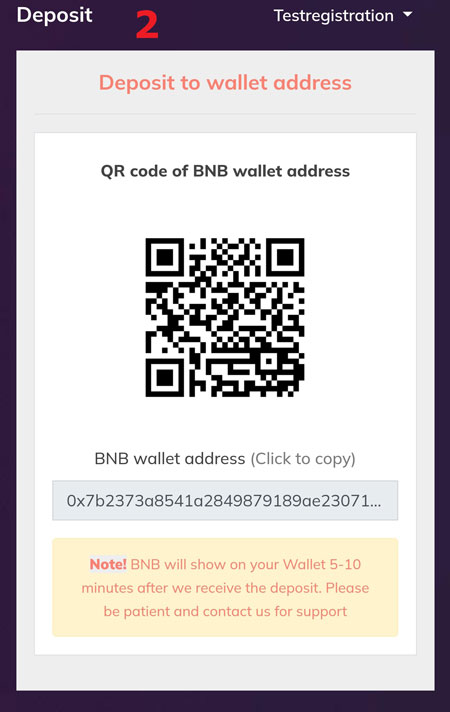 Deposit
2
Testregistration
Deposit to wallet address
QR code of BNB wallet address
BNB wallet address (Click to copy)
0x7b2373a8541a2849879189ae23071...
Note! BNB will show on your Wallet 5-10
minutes after we receive the deposit. Please
be patient and contact us for support